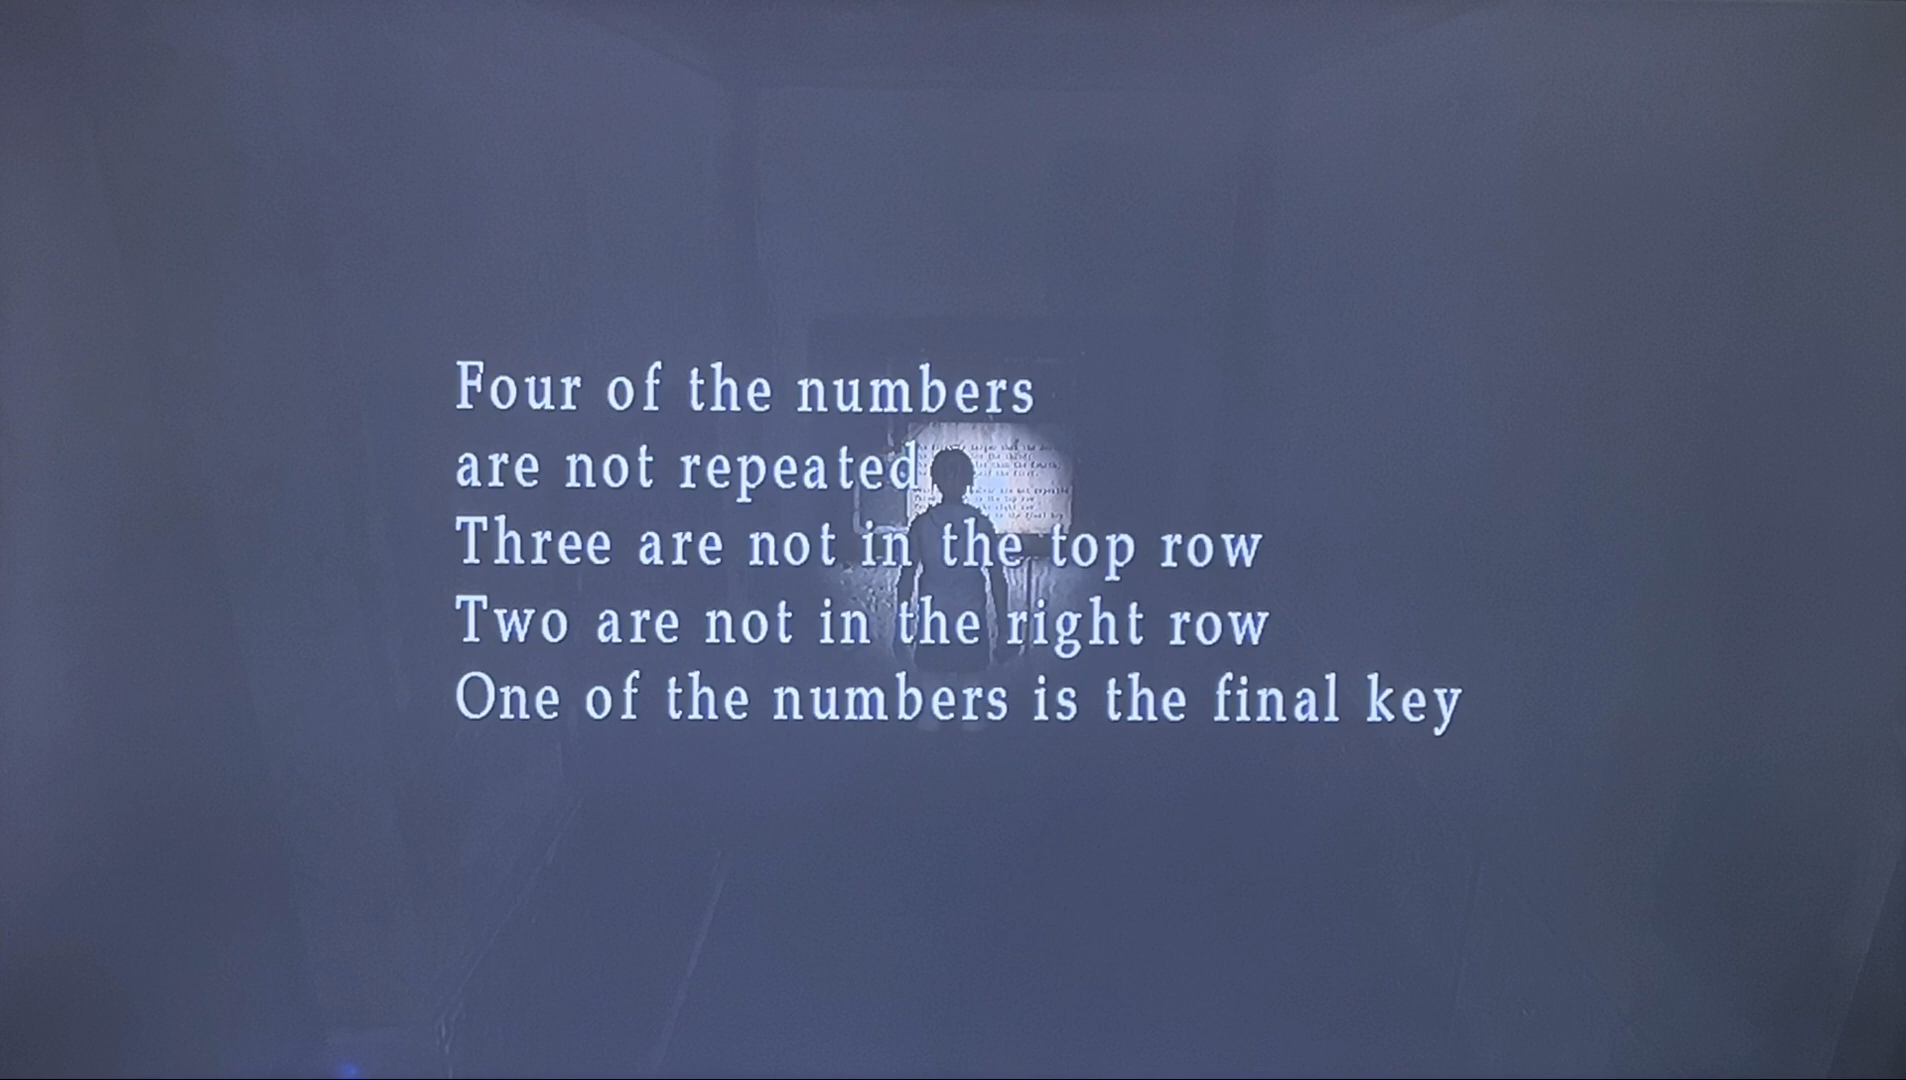 Four of the numbers
are not repeated
Three are not in the top row
Two are not in the right row
One of the numbers is the final key